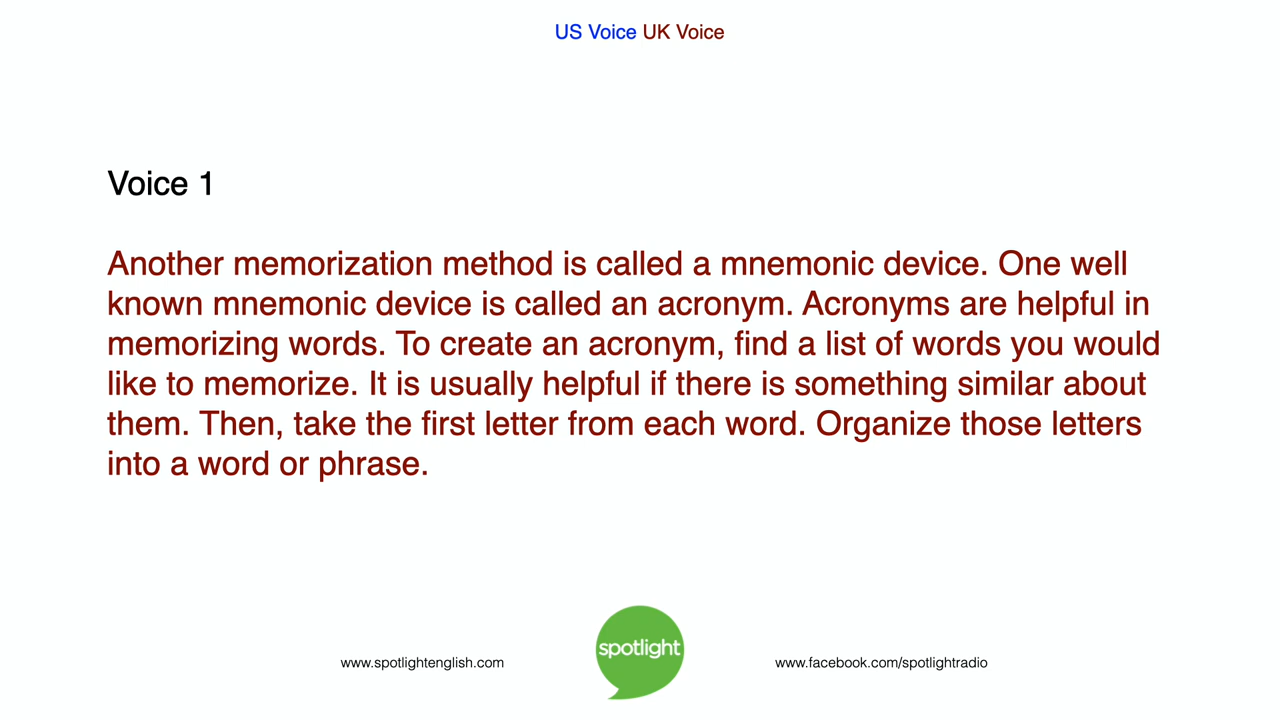 US Voice UK Voice
Voice 1
Another memorization method is called a mnemonic device. One well
known mnemonic device is called an acronym. Acronyms are helpful in
memorizing words. To create an acronym, find a list of words you would
like to memorize. It is usually helpful if there is something similar about
them. Then, take the first letter from each word. Organize those letters
into a word or phrase.
www.spotlightenglish.com
spotlight
www.facebook.com/spotlightradio